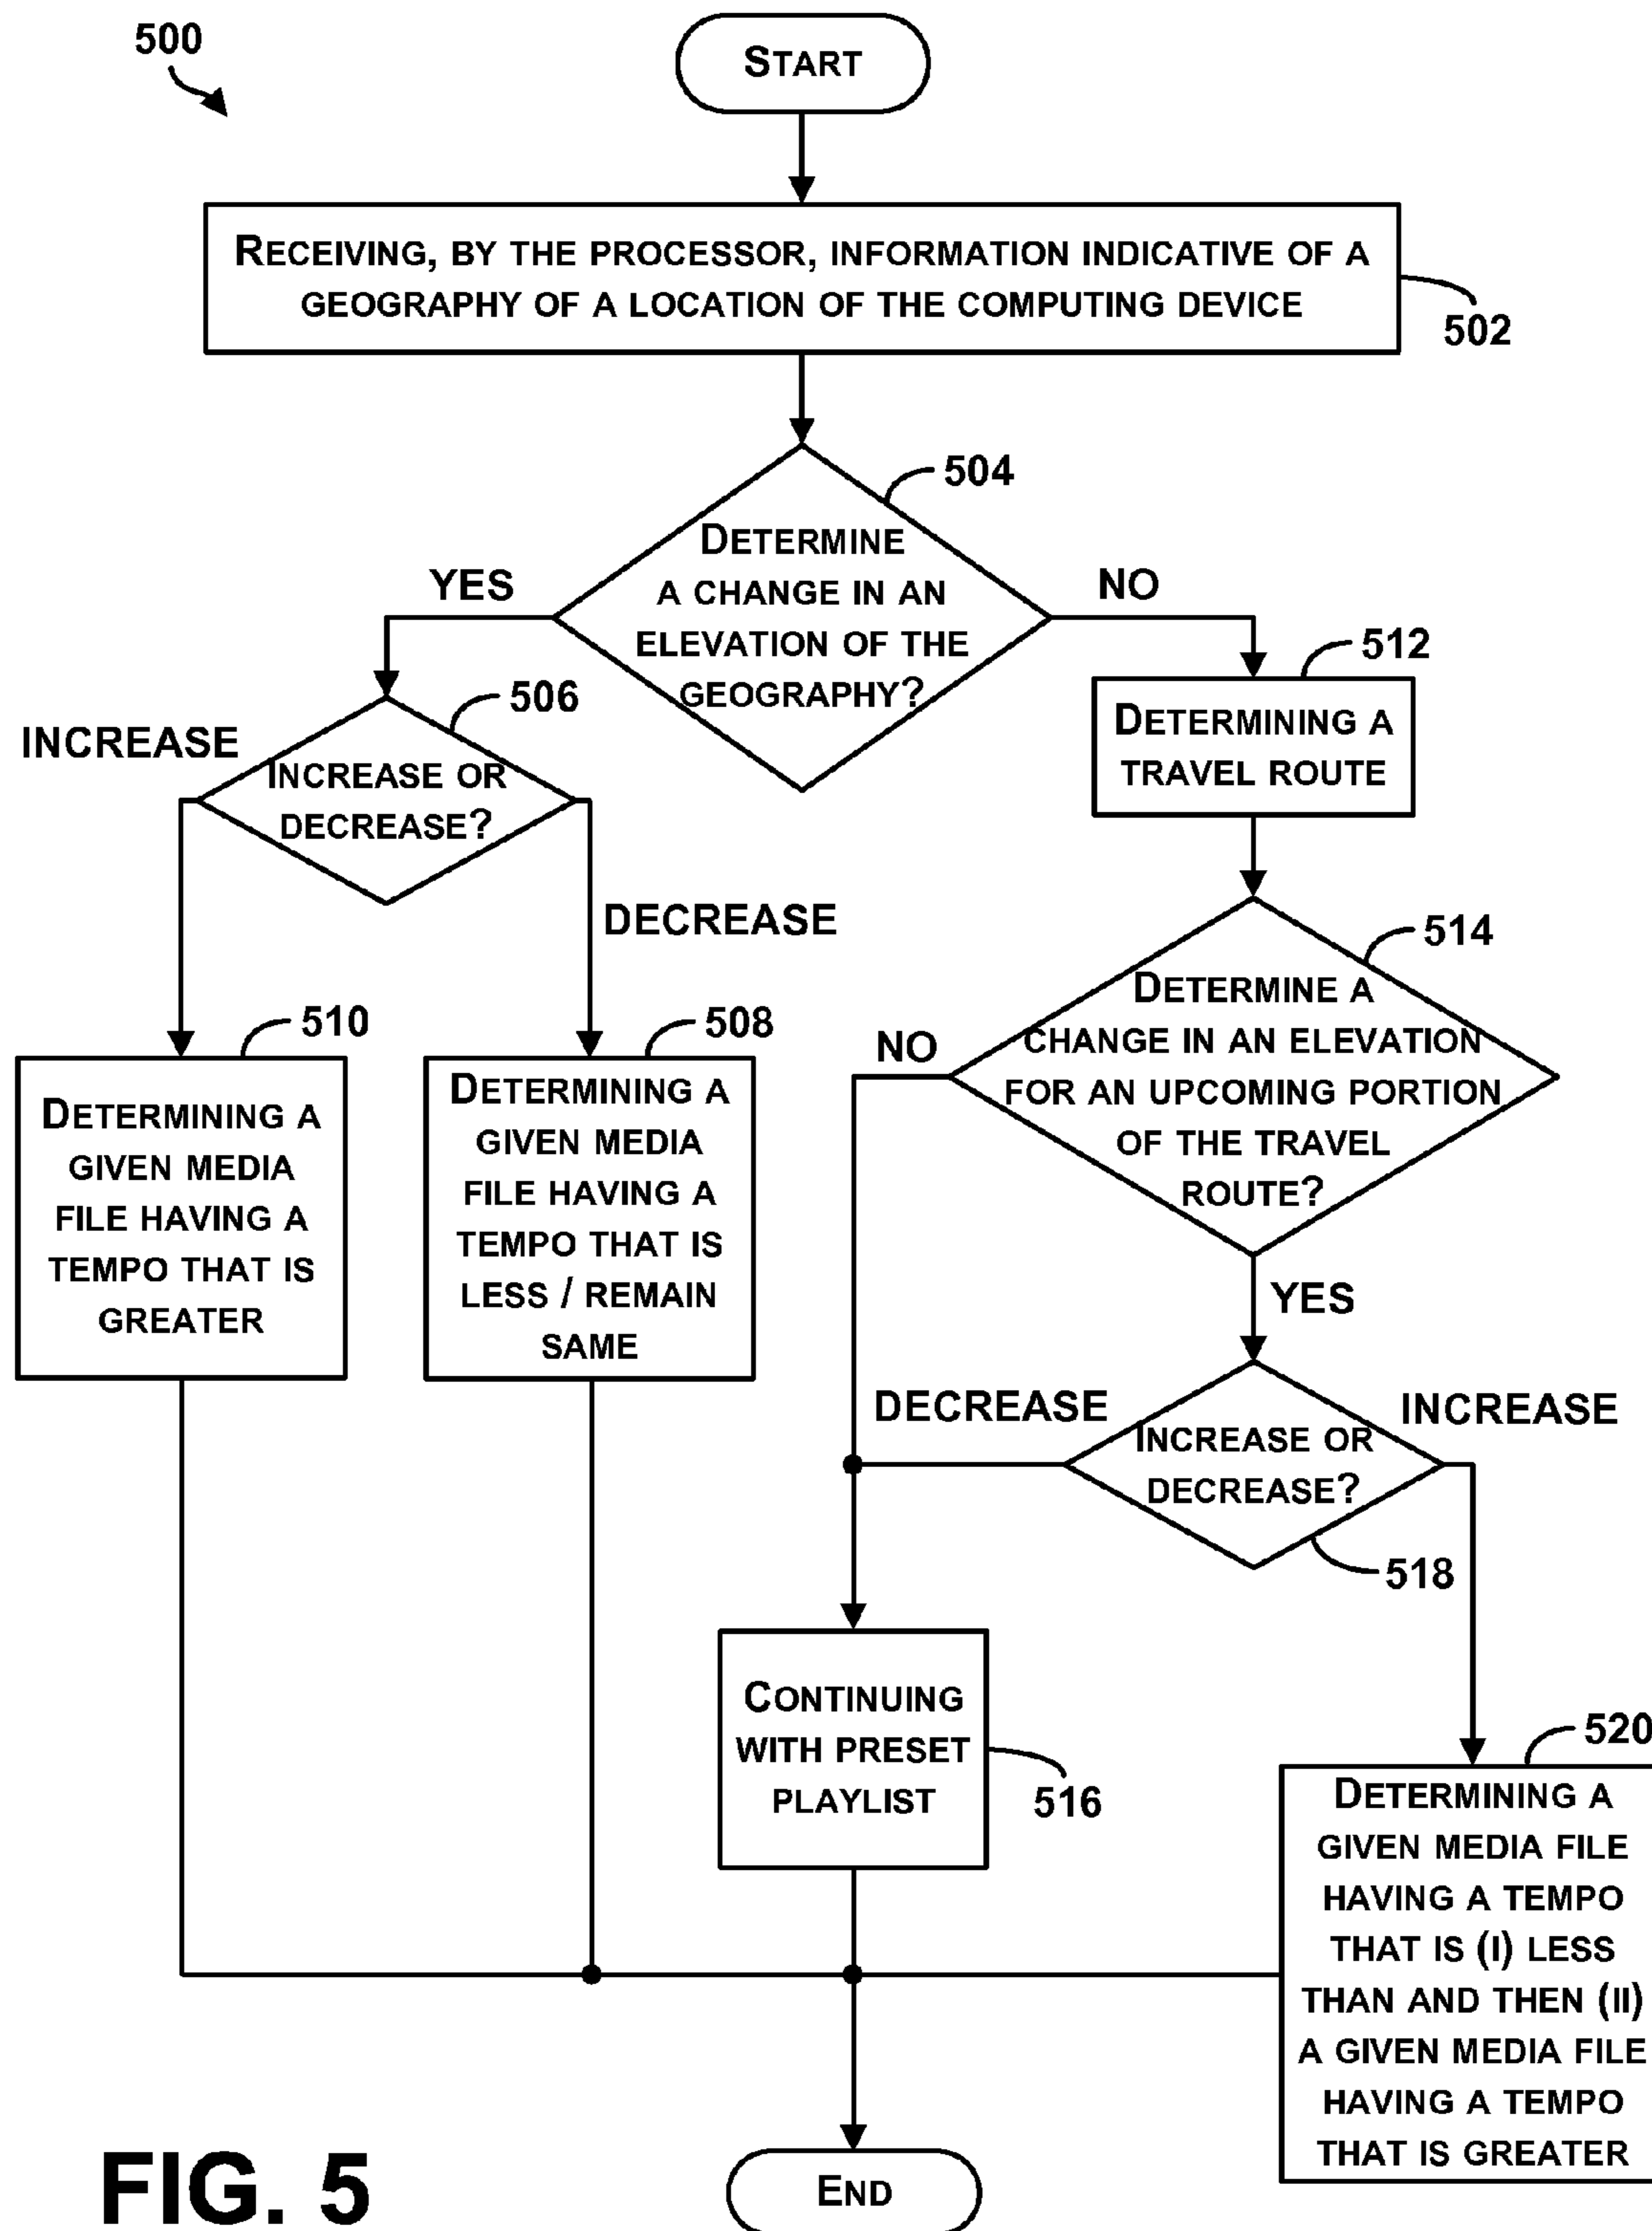 500
START
RECEIVING, BY THE PROCESSOR, INFORMATION INDICATIVE OF A
GEOGRAPHY OF A LOCATION OF THE COMPUTING DEVICE
502
504
DETERMINE
A CHANGE IN AN
ELEVATION OF THE
GEOGRAPHY?
YES
NO
506
INCREASE
INCREASE OR
DECREASE?
DECREASE
512
DETERMINING A
TRAVEL ROUTE
514
DETERMINE A
CHANGE IN AN ELEVATION
FOR AN UPCOMING PORTION
OF THE TRAVEL
ROUTE?
NO
YES
510
DETERMINING A
GIVEN MEDIA
FILE HAVING A
TEMPO THAT IS
GREATER
508
DETERMINING A
GIVEN MEDIA
FILE HAVING A
TEMPO THAT IS
LESS / REMAIN
SAME
DECREASE
INCREASE
INCREASE OR
DECREASE?
518
CONTINUING
WITH PRESET
PLAYLIST
516
520
DETERMINING A
GIVEN MEDIA FILE
HAVING A TEMPO
THAT IS (I) LESS
THAN AND THEN (II)
A GIVEN MEDIA FILE
HAVING A TEMPO
THAT IS GREATER
END
FIG. 5